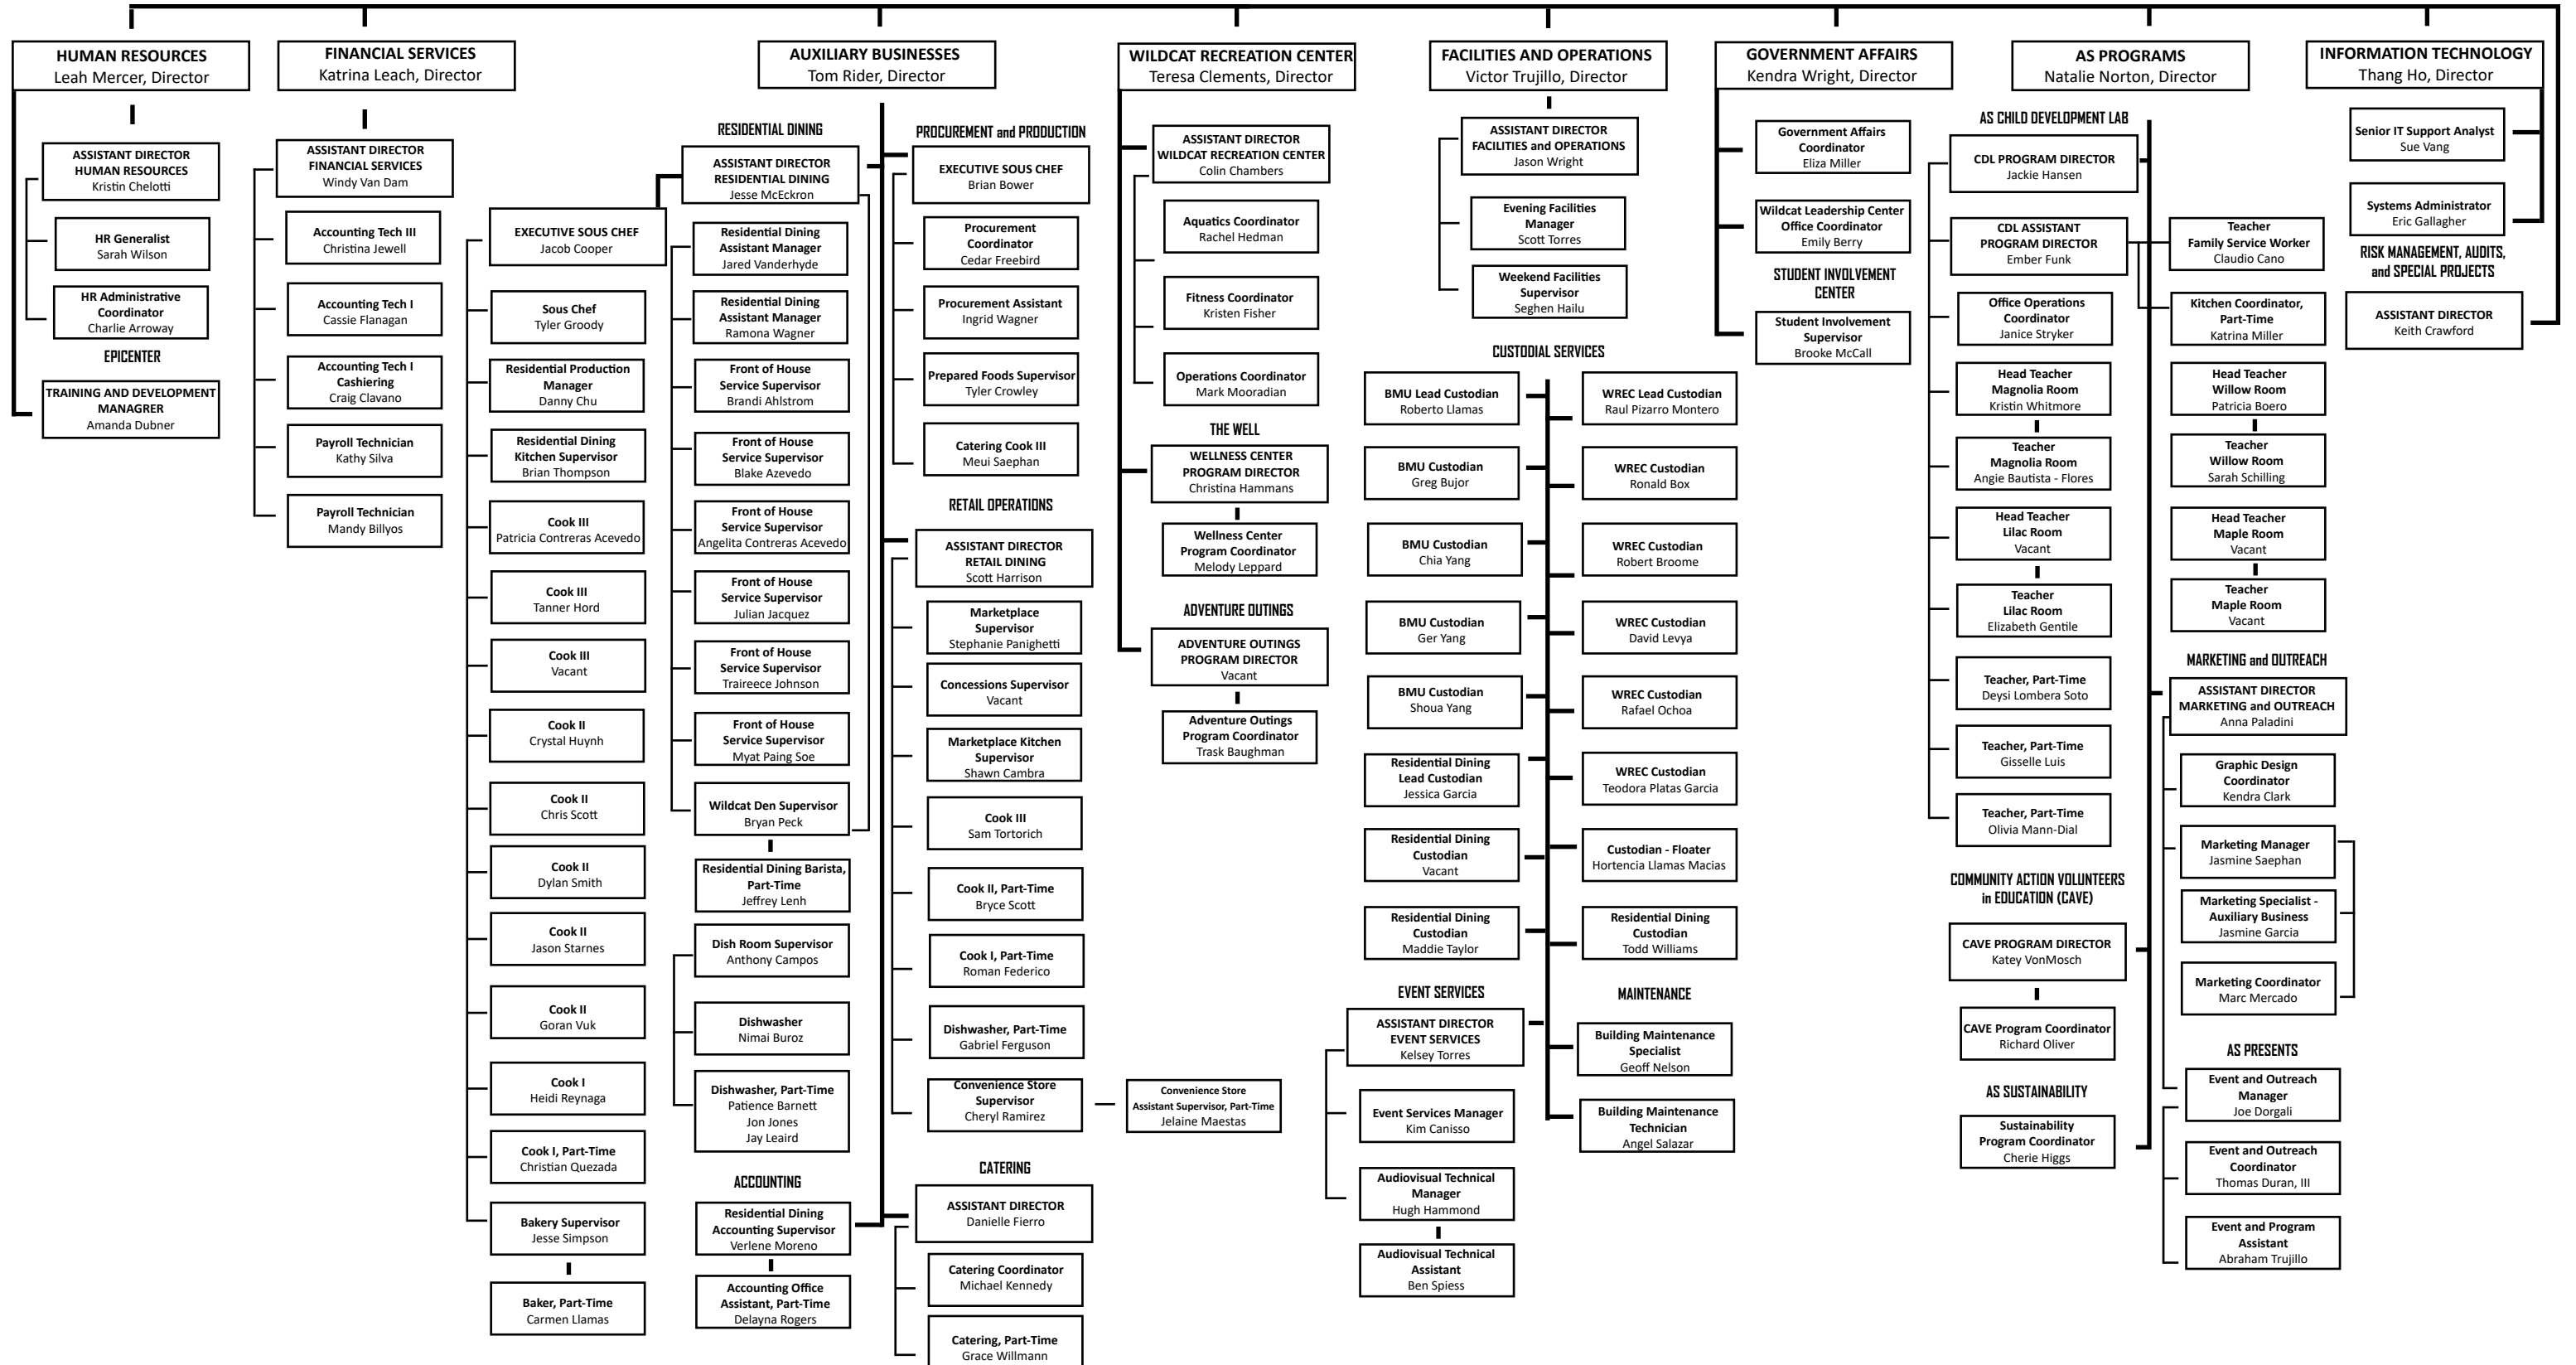 HUMAN RESOURCES
Leah Mercer, Director
ASSISTANT DIRECTOR
HUMAN RESOURCES
Kristin Chelotti
HR Generalist
Sarah Wilson
HR Administrative
Coordinator
Charlie Arroway
EPICENTER
TRAINING AND DEVELOPMENT
MANAGRER
Amanda Dubner
FINANCIAL SERVICES
Katrina Leach, Director
ASSISTANT DIRECTOR
FINANCIAL SERVICES
Windy Van Dam
Accounting Tech III
Christina Jewell
Accounting Tech I
Cassie Flanagan
Accounting Tech I
Cashiering
Craig Clavano
Payroll Technician
Kathy Silva
Payroll Technician
Mandy Billyos
AUXILIARY BUSINESSES
Tom Rider, Director
RESIDENTIAL DINING
ASSISTANT DIRECTOR
RESIDENTIAL DINING
Jesse McEckron
EXECUTIVE SOUS CHEF
Jacob Cooper
Sous Chef
Tyler Groody
Residential Production
Manager
Danny Chu
Residential Dining
Kitchen Supervisor
Brian Thompson
Cook III
Patricia Contreras Acevedo
Cook III
Tanner Hord
Cook III
Vacant
Cook II
Crystal Huynh
Cook II
Chris Scott
Cook II
Dylan Smith
Cook II
Jason Starnes
Cook II
Goran Vuk
Cook I
Heidi Reynaga
Cook I, Part-Time
Christian Quezada
Bakery Supervisor
Jesse Simpson
Baker, Part-Time
Carmen Llamas
Residential Dining
Assistant Manager
Jared Vanderhyde
Residential Dining
Assistant Manager
Ramona Wagner
Front of House
Service Supervisor
Brandi Ahlstrom
Front of House
Service Supervisor
Blake Azevedo
Front of House
Service Supervisor
Angelita Contreras Acevedo
Front of House
Service Supervisor
Julian Jacquez
Front of House
Service Supervisor
Traireece Johnson
Front of House
Service Supervisor
Myat Paing Soe
Wildcat Den Supervisor
Bryan Peck
Residential Dining Barista,
Part-Time
Jeffrey Lenh
Dish Room Supervisor
Anthony Campos
Dishwasher
Nimai Buroz
Dishwasher, Part-Time
Patience Barnett
Jon Jones
Jay Leaird
ACCOUNTING
Residential Dining
Accounting Supervisor
Verlene Moreno
Accounting Office
Assistant, Part-Time
Delayna Rogers
PROCUREMENT and PRODUCTION
EXECUTIVE SOUS CHEF
Brian Bower
Procurement
Coordinator
Cedar Freebird
Procurement Assistant
Ingrid Wagner
Prepared Foods Supervisor
Tyler Crowley
Catering Cook III
Meui Saephan
RETAIL OPERATIONS
ASSISTANT DIRECTOR
RETAIL DINING
Scott Harrison
Marketplace
Supervisor
Stephanie Panighetti
Concessions Supervisor
Vacant
Marketplace Kitchen
Supervisor
Shawn Cambra
Cook III
Sam Tortorich
Cook II, Part-Time
Bryce Scott
Cook I, Part-Time
Roman Federico
Dishwasher, Part-Time
Gabriel Ferguson
Convenience Store
Supervisor
Cheryl Ramirez
Convenience Store
Assistant Supervisor, Part-Time
Jelaine Maestas
CATERING
ASSISTANT DIRECTOR
Danielle Fierro
Catering Coordinator
Michael Kennedy
Catering, Part-Time
Grace Willmann
WILDCAT RECREATION CENTER
Teresa Clements, Director
ASSISTANT DIRECTOR
WILDCAT RECREATION CENTER
Colin Chambers
Aquatics Coordinator
Rachel Hedman
Fitness Coordinator
Kristen Fisher
Operations Coordinator
Mark Mooradian
THE WELL
WELLNESS CENTER
PROGRAM DIRECTOR
Christina Hammans
Wellness Center
Program Coordinator
Melody Leppard
ADVENTURE OUTINGS
ADVENTURE OUTINGS
PROGRAM DIRECTOR
Vacant
Adventure Outings
Program Coordinator
Trask Baughman
FACILITIES AND OPERATIONS
Victor Trujillo, Director
ASSISTANT DIRECTOR
FACILITIES and OPERATIONS
Jason Wright
Evening Facilities
Manager
Scott Torres
Weekend Facilities
Supervisor
Seghen Hailu
CUSTODIAL SERVICES
BMU Lead Custodian
Roberto Llamas
BMU Custodian
Greg Bujor
BMU Custodian
Chia Yang
BMU Custodian
Ger Yang
BMU Custodian
Shoua Yang
Residential Dining
Lead Custodian
Jessica Garcia
Residential Dining
Custodian
Vacant
Residential Dining
Custodian
Maddie Taylor
WREC Lead Custodian
Raul Pizarro Montero
WREC Custodian
Ronald Box
WREC Custodian
Robert Broome
WREC Custodian
David Levya
WREC Custodian
Rafael Ochoa
WREC Custodian
Teodora Platas Garcia
Custodian - Floater
Hortencia Llamas Macias
Residential Dining
Custodian
Todd Williams
EVENT SERVICES
ASSISTANT DIRECTOR
EVENT SERVICES
Kelsey Torres
Event Services Manager
Kim Canisso
Audiovisual Technical
Manager
Hugh Hammond
Audiovisual Technical
Assistant
Ben Spiess
MAINTENANCE
Building Maintenance
Specialist
Geoff Nelson
Building Maintenance
Technician
Angel Salazar
GOVERNMENT AFFAIRS
Kendra Wright, Director
Government Affairs
Coordinator
Eliza Miller
Wildcat Leadership Center
Office Coordinator
Emily Berry
STUDENT INVOLVEMENT
CENTER
Student Involvement
Supervisor
Brooke McCall
AS PROGRAMS
Natalie Norton, Director
AS CHILD DEVELOPMENT LAB
CDL PROGRAM DIRECTOR
Jackie Hansen
CDL ASSISTANT
PROGRAM DIRECTOR
Ember Funk
Office Operations
Coordinator
Janice Stryker
Head Teacher
Magnolia Room
Kristin Whitmore
Teacher
Magnolia Room
Angie Bautista - Flores
Head Teacher
Lilac Room
Vacant
Teacher
Lilac Room
Elizabeth Gentile
Teacher, Part-Time
Deysi Lombera Soto
Teacher, Part-Time
Gisselle Luis
Teacher, Part-Time
Olivia Mann-Dial
Teacher
Family Service Worker
Claudio Cano
Kitchen Coordinator,
Part-Time
Katrina Miller
Head Teacher
Willow Room
Patricia Boero
Teacher
Willow Room
Sarah Schilling
Head Teacher
Maple Room
Vacant
Teacher
Maple Room
Vacant
COMMUNITY ACTION VOLUNTEERS
in EDUCATION (CAVE)
CAVE PROGRAM DIRECTOR
Katey VonMosch
CAVE Program Coordinator
Richard Oliver
AS SUSTAINABILITY
Sustainability
Program Coordinator
Cherie Higgs
MARKETING and OUTREACH
ASSISTANT DIRECTOR
MARKETING and OUTREACH
Anna Paladini
Graphic Design
Coordinator
Kendra Clark
Marketing Manager
Jasmine Saephan
Marketing Specialist -
Auxiliary Business
Jasmine Garcia
Marketing Coordinator
Marc Mercado
AS PRESENTS
Event and Outreach
Manager
Joe Dorgali
Event and Outreach
Coordinator
Thomas Duran, III
Event and Program
Assistant
Abraham Trujillo
INFORMATION TECHNOLOGY
Thang Ho, Director
Senior IT Support Analyst
Sue Vang
Systems Administrator
Eric Gallagher
RISK MANAGEMENT, AUDITS,
and SPECIAL PROJECTS
ASSISTANT DIRECTOR
Keith Crawford